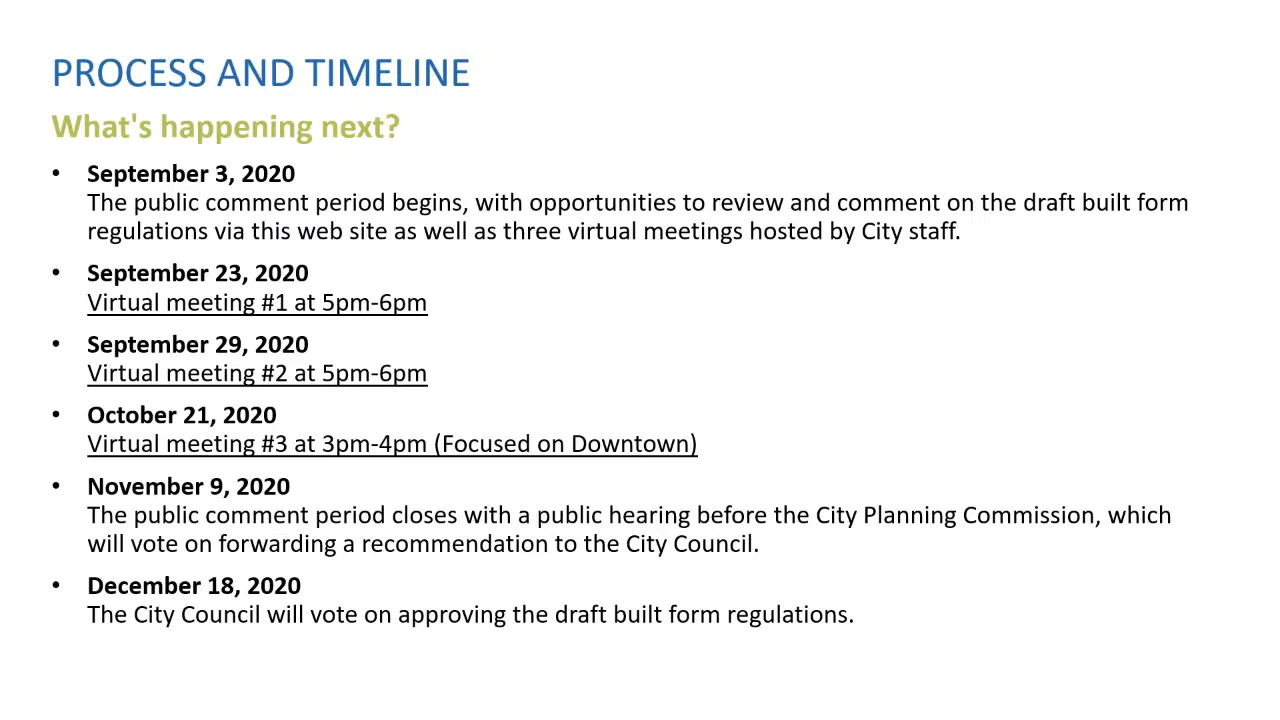 PROCESS AND TIMELINE
What's happening next?
• September 3, 2020
The public comment period begins, with opportunities to review and comment on the draft built form
regulations via this web site as well as three virtual meetings hosted by City staff.
• September 23, 2020
Virtual meeting #1 at 5pm-6pm
• September 29, 2020
Virtual meeting #2 at 5pm-6pm
• October 21, 2020
Virtual meeting #3 at 3pm-4pm (Focused on Downtown)
• November 9, 2020
The public comment period closes with a public hearing before the City Planning Commission, which
will vote on forwarding a recommendation to the City Council.
• December 18, 2020
The City Council will vote on approving the draft built form regulations.